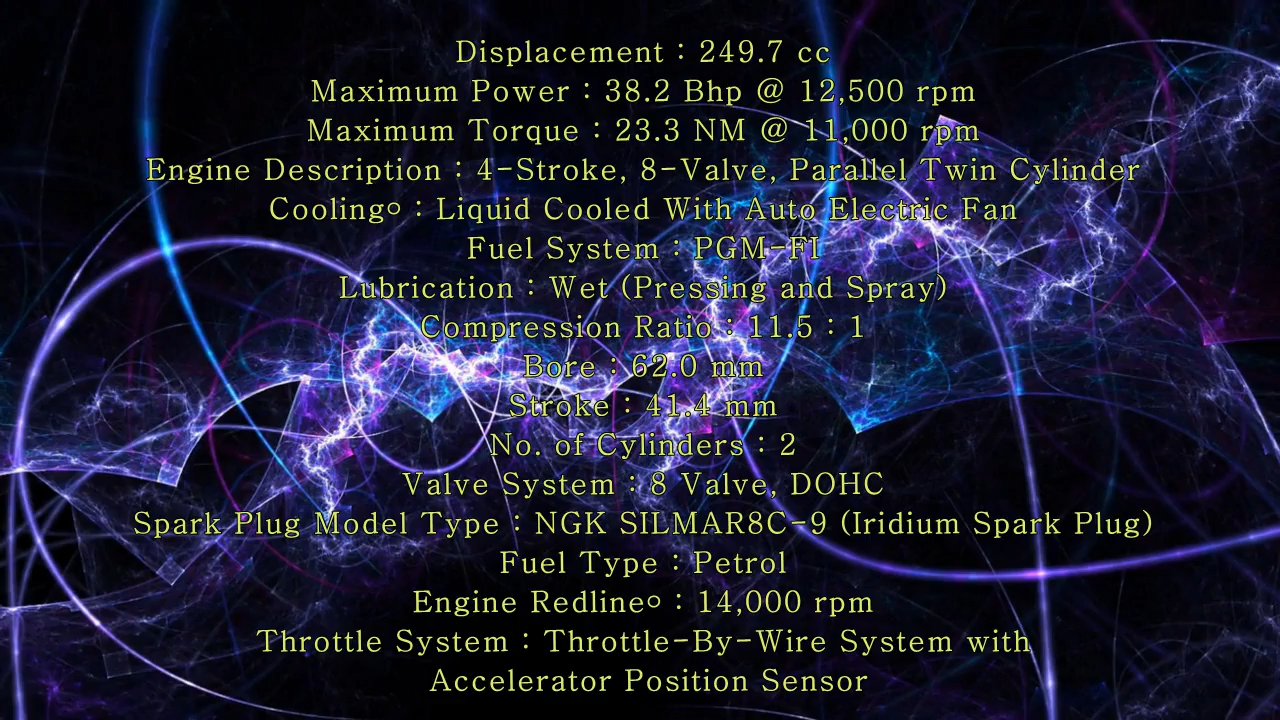 Displacement : 249.7 cc
Maximum Power : 38.2 Bhp @ 12,500 rpm
Maximum Torque : 23.3 NM @ 11,000 rpm
Engine Description : 4-Stroke, 8-Valve, Parallel Twin Cylinder
Cooling○ : Liquid Cooled With Auto Electric Fan
Fuel System : PGM-FI
Lubrication : Wet (Pressing and Spray)
Compression Ratio : 11.5 : 1
Bore : 62.0 mm
Stroke : 41.4 mm
No. of Cylinders : 2
Valve System : 8 Valve, DOHC
Spark Plug Model Type : NGK SILMAR8C-9 (Iridium Spark Plug)
Fuel Type : Petrol
Engine Redline○ : 14,000 rpm
Throttle System : Throttle-By-Wire System with
Accelerator Position Sensor